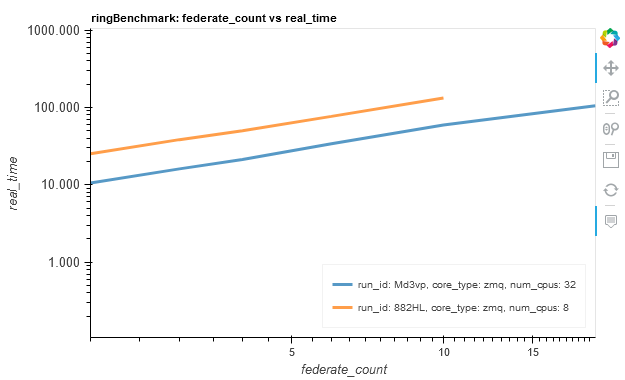 ringBenchmark: federate_count vs real_time
1000.000
100.000
10.000
1.000
real_time
5
10
15
federate_count
run_id: Md3vp, core_type: zmq, num_cpus: 32
run_id: 882HL, core_type: zmq, num_cpus: 8